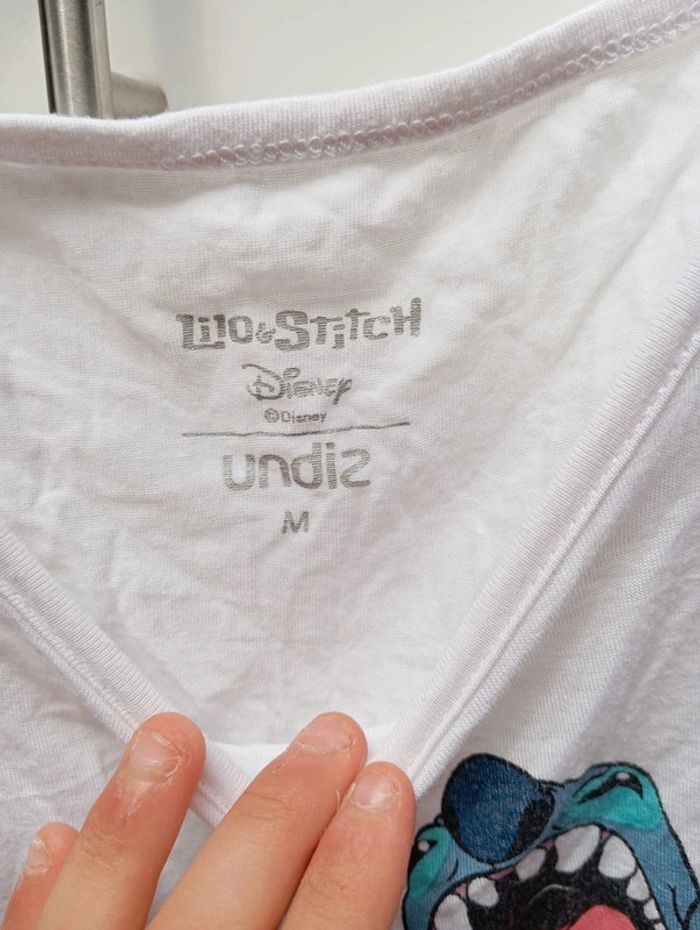 Lilo & Stitch
Disney
©Disney
undiz
M